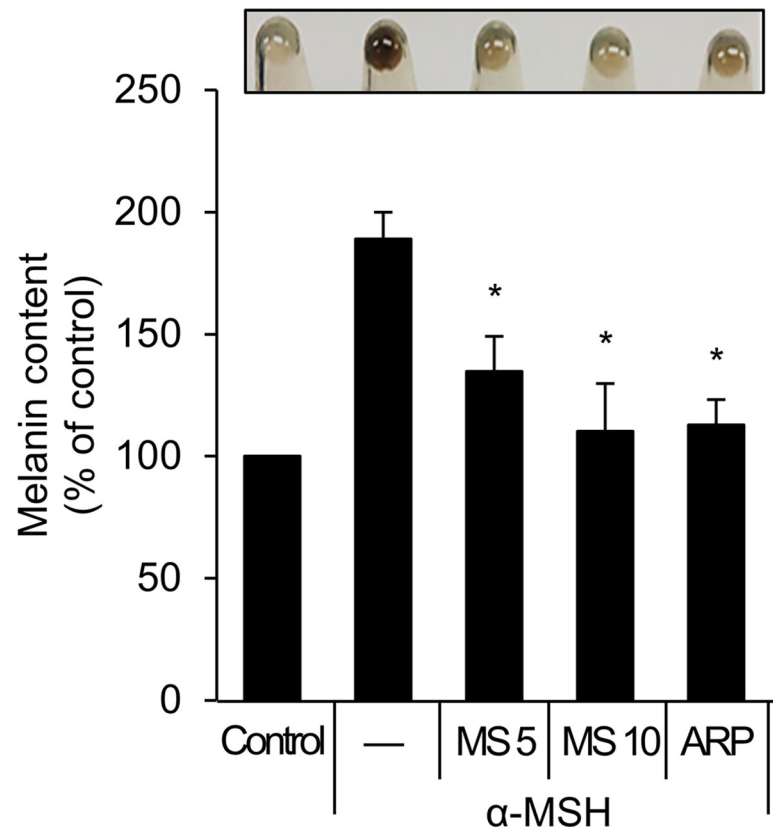 250
200
150
100
50
0
Melanin content
(% of control)
*
*
*
Control
—
MS 5
MS 10
ARP
α-MSH